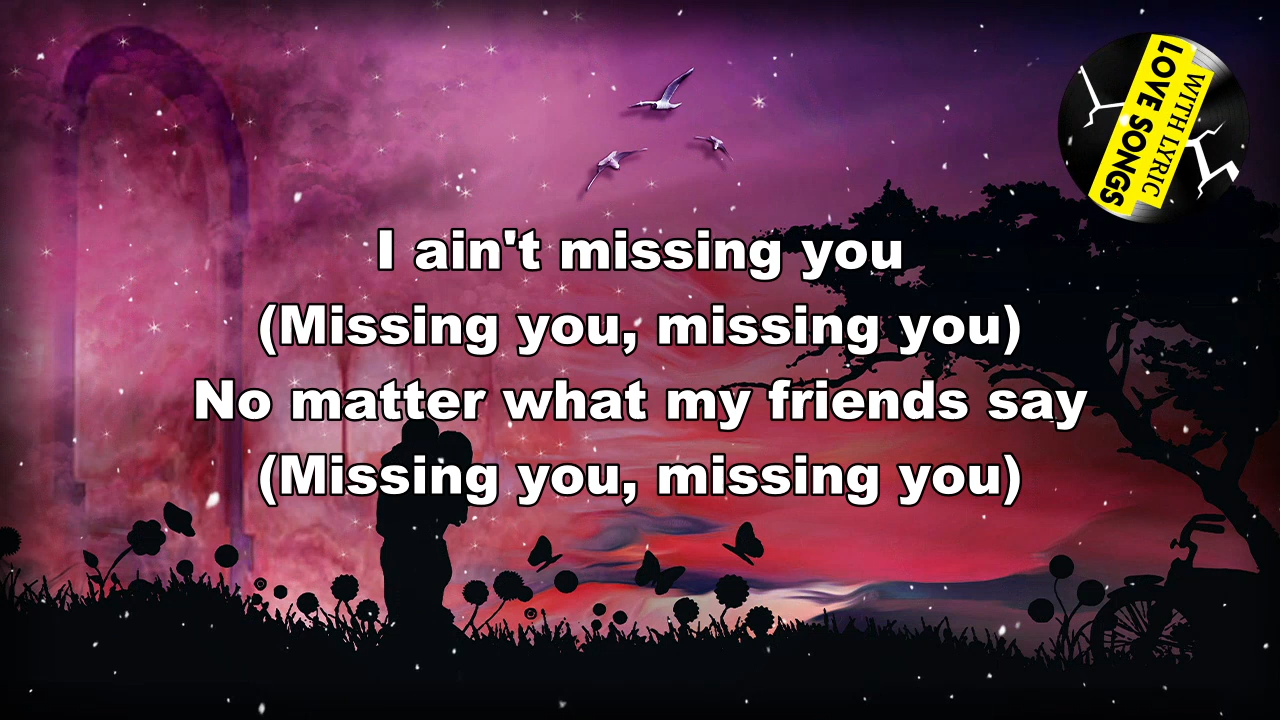 I ain't missing you
(Missing you, missing you)
No matter what my friends say
(Missing you, missing you)
LOVE SONGS
WITH LYRIC